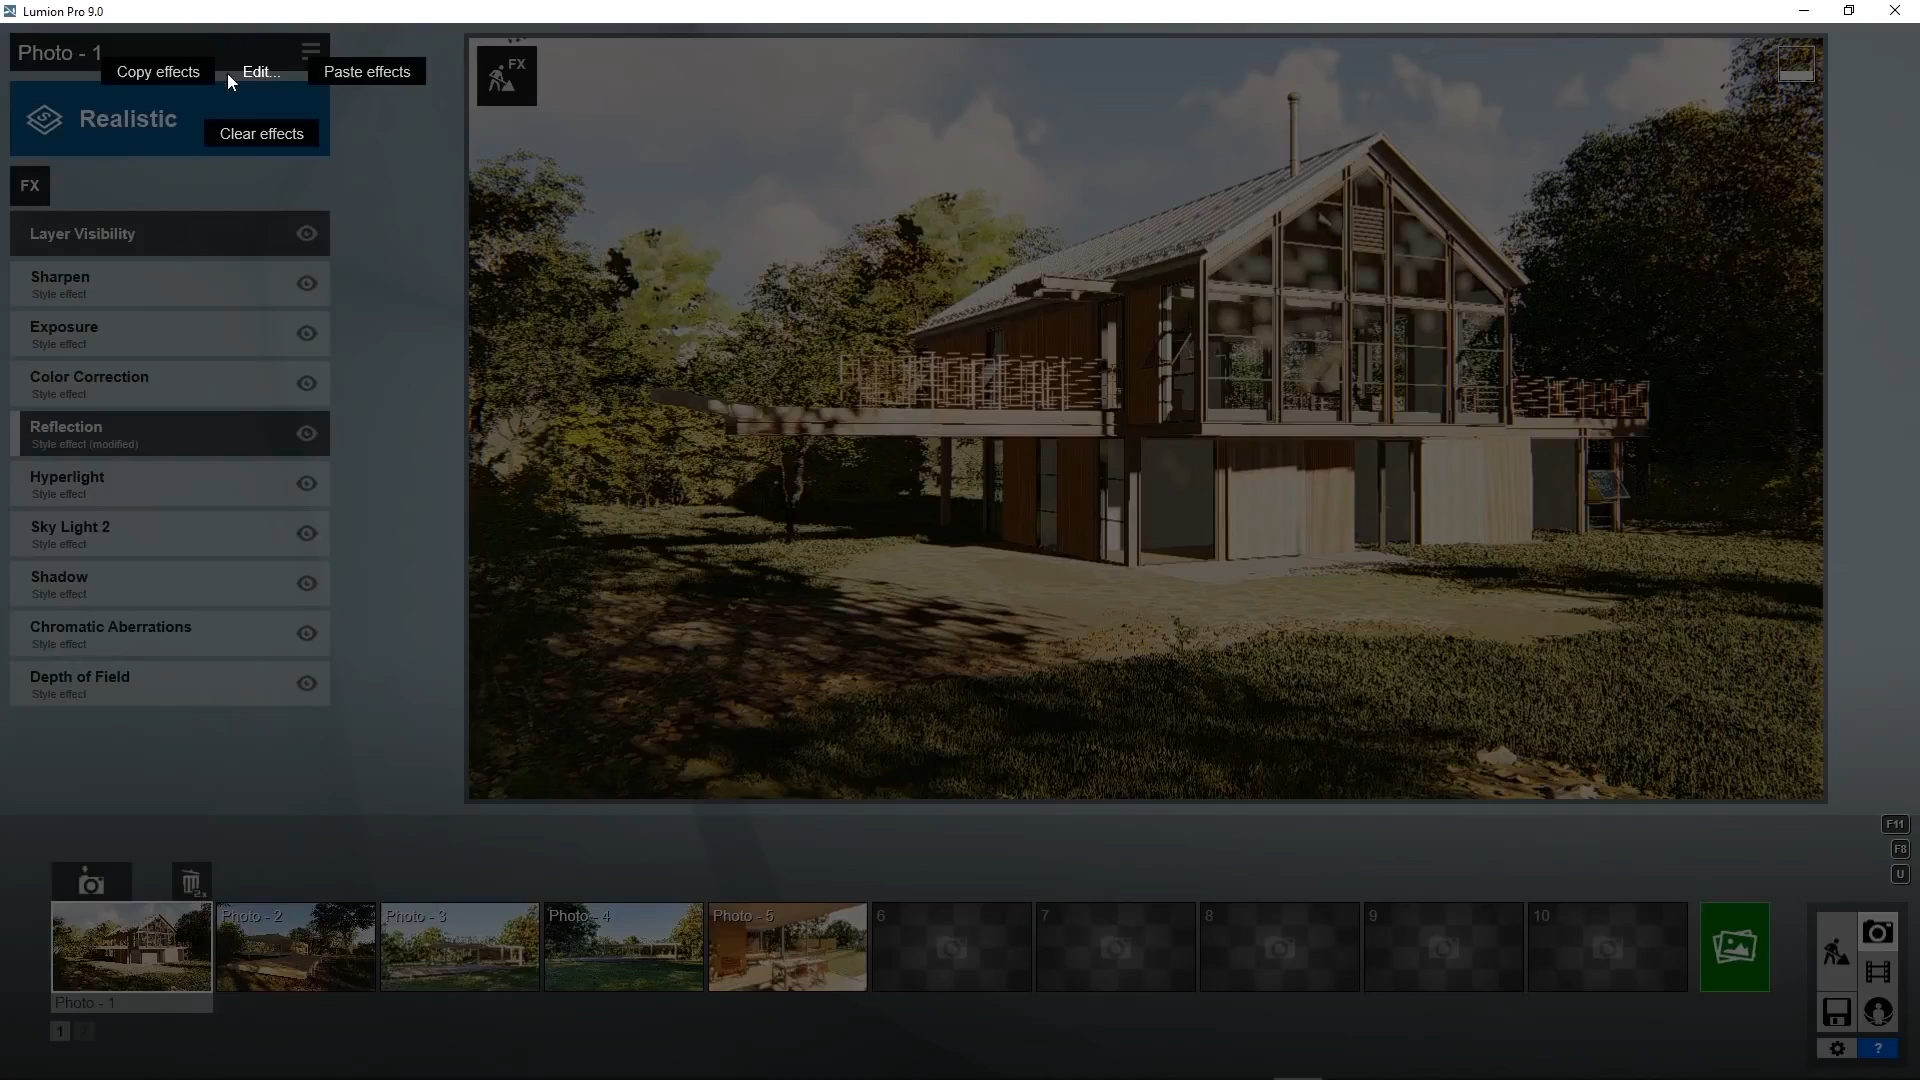 Lumion Pro 9.0
Photo - 1
Copy effects
Edit...
Paste effects
Realistic
Clear effects
FX
FX
Layer Visibility
Sharpen
Style effect
Exposure
Style effect
Color Correction
Style effect
Reflection
Style effect (modified)
Hyperlight
Style effect
Sky Light 2
Style effect
Shadow
Style effect
Chromatic Aberrations
Style effect
Depth of Field
Style effect
F11
F8
U
2x
Photo - 2
Photo - 3
Photo - 4
Photo - 5
6
7
8
9
10
Photo - 1
1
?